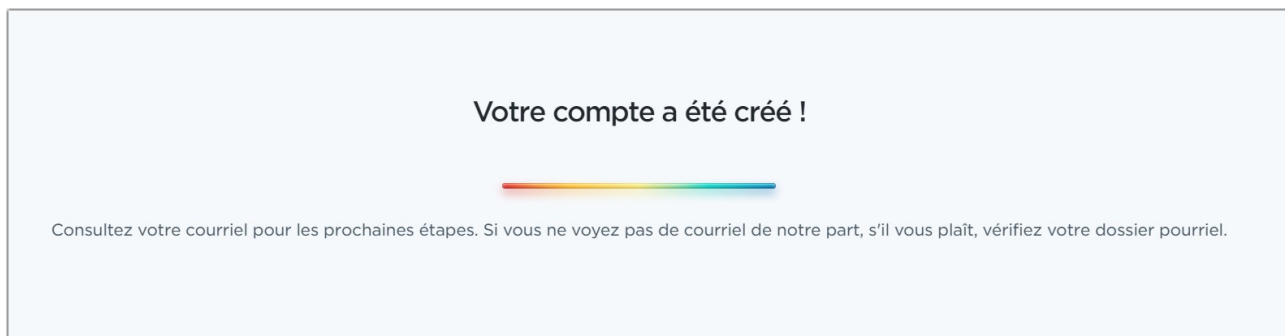 Votre compte a été créé !
Consultez votre courriel pour les prochaines étapes. Si vous ne voyez pas de courriel de notre part, s'il vous plaît, vérifiez votre dossier pourriel.